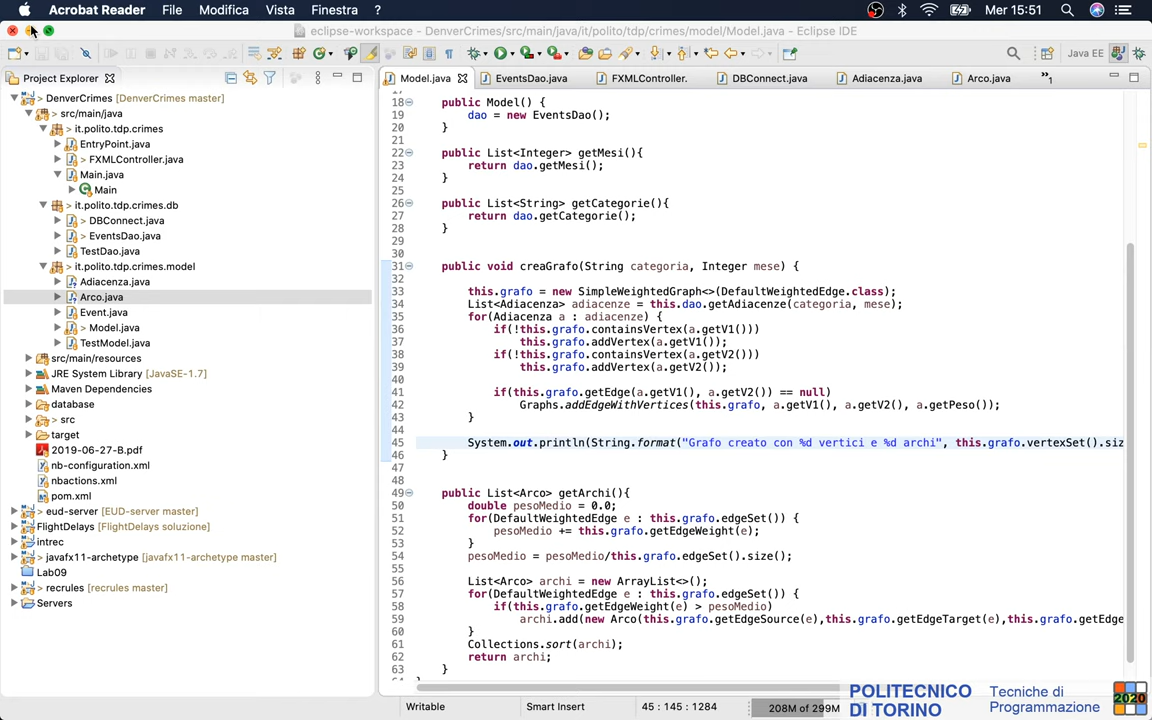 Acrobat Reader File Modifica Vista Finestra ? Mer 15:51
eclipse-workspace - DenverCrimes/src/main/java/it/polito/tdp/crimes/model/Model.java - Eclipse IDE
Java EE
Project Explorer
Model.java EventsDao.java FXMLController. DBConnect.java Adiacenza.java Arco.java »1
> DenverCrimes [DenverCrimes master]
> src/main/java
> it.polito.tdp.crimes
EntryPoint.java
> FXMLController.java
Main.java
Main
> it.polito.tdp.crimes.db
> DBConnect.java
> EventsDao.java
TestDao.java
> it.polito.tdp.crimes.model
Adiacenza.java
Arco.java
Event.java
> Model.java
TestModel.java
src/main/resources
JRE System Library [JavaSE-1.7]
Maven Dependencies
database
> src
target
2019-06-27-B.pdf
nb-configuration.xml
nbactions.xml
pom.xml
> eud-server [EUD-server master]
FlightDelays [FlightDelays soluzione]
intrec
> javafx11-archetype [javafx11-archetype master]
Lab09
> recrules [recrules master]
Servers
18 public Model() {
19 dao = new EventsDao();
20 }
21
22 public List<Integer> getMesi(){
23 return dao.getMesi();
24 }
25
26 public List<String> getCategorie(){
27 return dao.getCategorie();
28 }
29
30
31 public void creaGrafo(String categoria, Integer mese) {
32
33 this.grafo = new SimpleWeightedGraph<>(DefaultWeightedEdge.class);
34 List<Adiacenza> adiacenze = this.dao.getAdiacenze(categoria, mese);
35 for(Adiacenza a : adiacenze) {
36 if(!this.grafo.containsVertex(a.getV1()))
37 this.grafo.addVertex(a.getV1());
38 if(!this.grafo.containsVertex(a.getV2()))
39 this.grafo.addVertex(a.getV2());
40
41 if(this.grafo.getEdge(a.getV1(), a.getV2()) == null)
42 Graphs.addEdgeWithVertices(this.grafo, a.getV1(), a.getV2(), a.getPeso());
43 }
44
45 System.out.println(String.format("Grafo creato con %d vertici e %d archi", this.grafo.vertexSet().siz
46 }
47
48
49 public List<Arco> getArchi(){
50 double pesoMedio = 0.0;
51 for(DefaultWeightedEdge e : this.grafo.edgeSet()) {
52 pesoMedio += this.grafo.getEdgeWeight(e);
53 }
54 pesoMedio = pesoMedio/this.grafo.edgeSet().size();
55
56 List<Arco> archi = new ArrayList<>();
57 for(DefaultWeightedEdge e : this.grafo.edgeSet()) {
58 if(this.grafo.getEdgeWeight(e) > pesoMedio)
59 archi.add(new Arco(this.grafo.getEdgeSource(e),this.grafo.getEdgeTarget(e),this.grafo.getEdge
60 }
61 Collections.sort(archi);
62 return archi;
63 }
Writable Smart Insert 45 : 145 : 1284 208M of 299M
POLITECNICO
DI TORINO
Tecniche di
Programmazione
2020